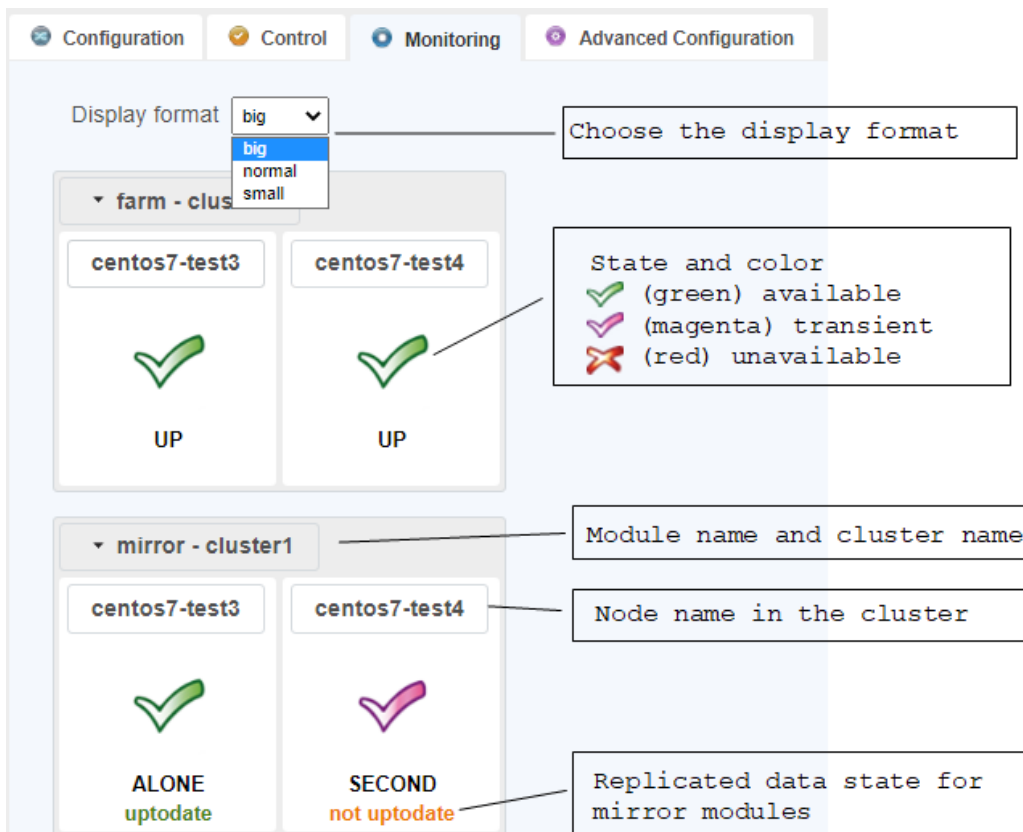 Configuration Control Monitoring Advanced Configuration
Display format big
Choose the display format
big
normal
small
farm - clus
centos7-test3 centos7-test4
State and color
(green) available
(magenta) transient
(red) unavailable
UP UP
mirror - cluster1
Module name and cluster name
centos7-test3 centos7-test4
Node name in the cluster
ALONE SECOND
uptodate not uptodate
Replicated data state for
mirror modules